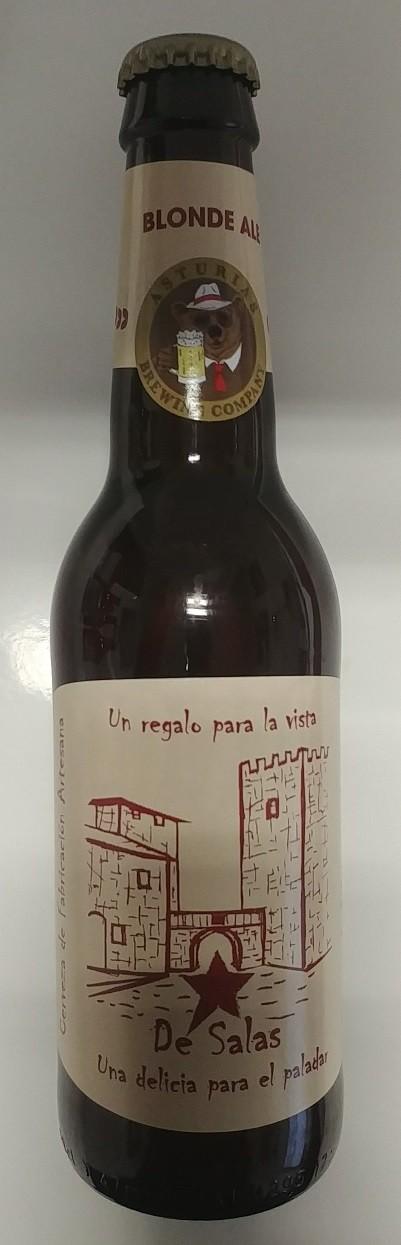 BLONDE ALE
ASTURIAS
BREWING COMPANY
Un regalo para la vista
Cerveza de Fabricación Artesana
De Salas
Una delicia para el paladar